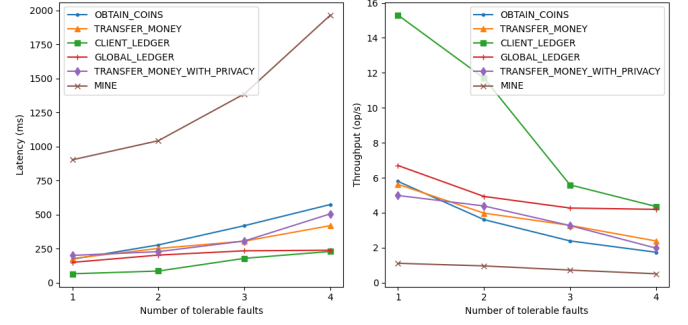 2000
1750
1500
1250
1000
750
500
250
0
Latency (ms)
OBTAIN_COINS
TRANSFER_MONEY
CLIENT_LEDGER
GLOBAL_LEDGER
TRANSFER_MONEY_WITH_PRIVACY
MINE
1 2 3 4
Number of tolerable faults
16
14
12
10
8
6
4
2
0
Throughput (op/s)
OBTAIN_COINS
TRANSFER_MONEY
CLIENT_LEDGER
GLOBAL_LEDGER
TRANSFER_MONEY_WITH_PRIVACY
MINE
1 2 3 4
Number of tolerable faults